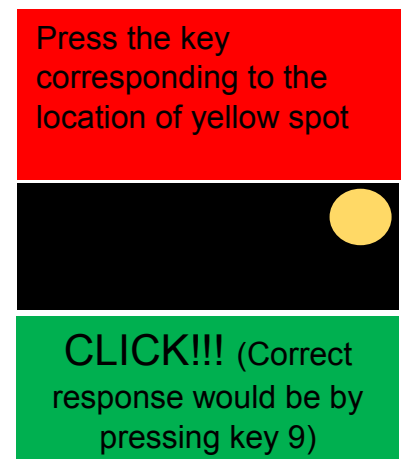 Press the key
corresponding to the
location of yellow spot
CLICK!!! (Correct
response would be by
pressing key 9)